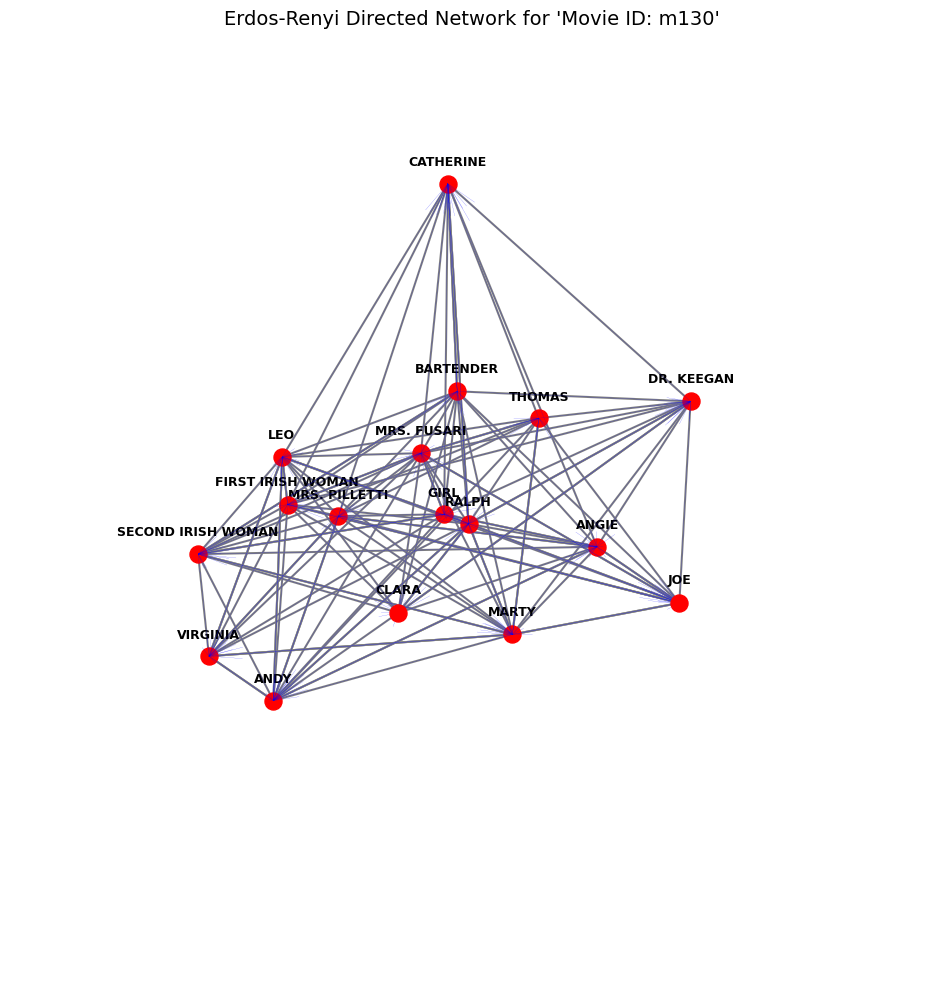 Erdos-Renyi Directed Network for 'Movie ID: m130'
CATHERINE
BARTENDER
DR. KEEGAN
THOMAS
MRS. FUSARI
LEO
FIRST IRISH WOMAN
MRS. PILLETTI
GIRL
RALPH
ANGIE
SECOND IRISH WOMAN
JOE
CLARA
MARTY
VIRGINIA
ANDY